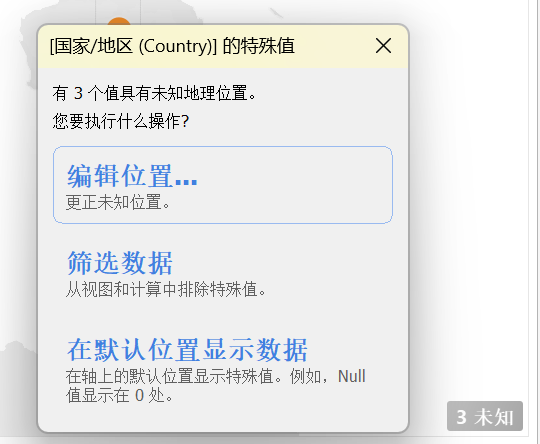 [国家/地区 (Country)] 的特殊值
有 3 个值具有未知地理位置。
您要执行什么操作?
编辑位置...
更正未知位置。
筛选数据
从视图和计算中排除特殊值。
在默认位置显示数据
在轴上的默认位置显示特殊值。例如，Null
值显示在 0 处。
3 未知